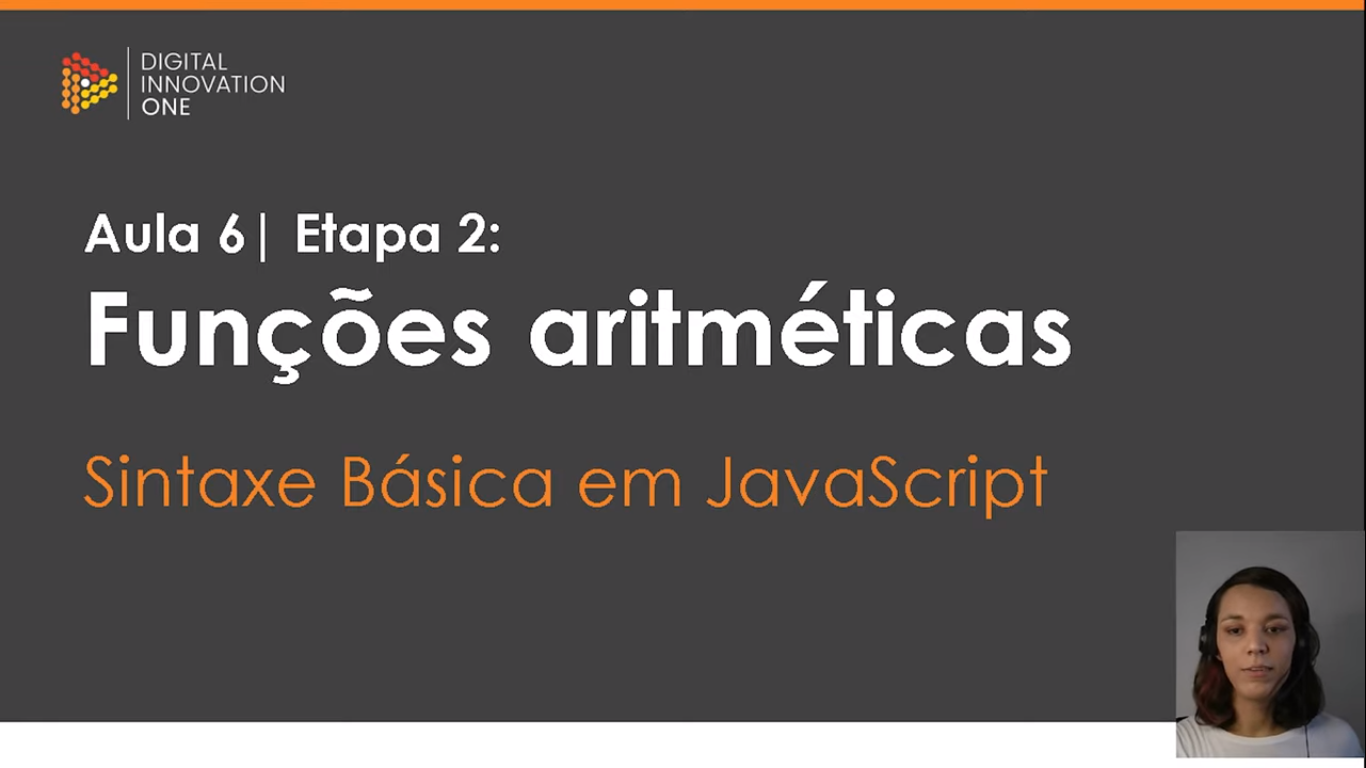 DIGITAL
INNOVATION
ONE
Aula 6| Etapa 2:
Funções aritméticas
Sintaxe Básica em JavaScript